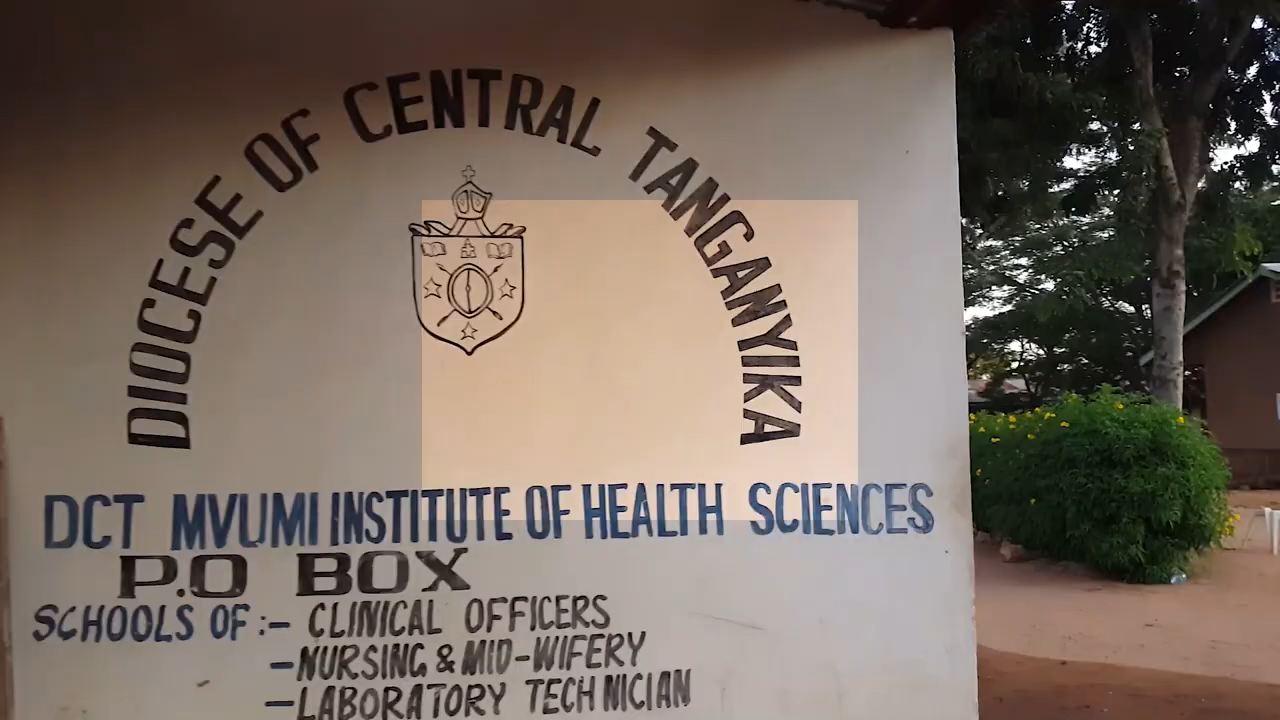 DIOCESE OF CENTRAL TANGANYIKA
DCT MVUMI INSTITUTE OF HEALTH SCIENCES
P.O BOX
SCHOOLS OF :- CLINICAL OFFICERS
-NURSING & MID-WIFERY
-LABORATORY TECHNICIAN